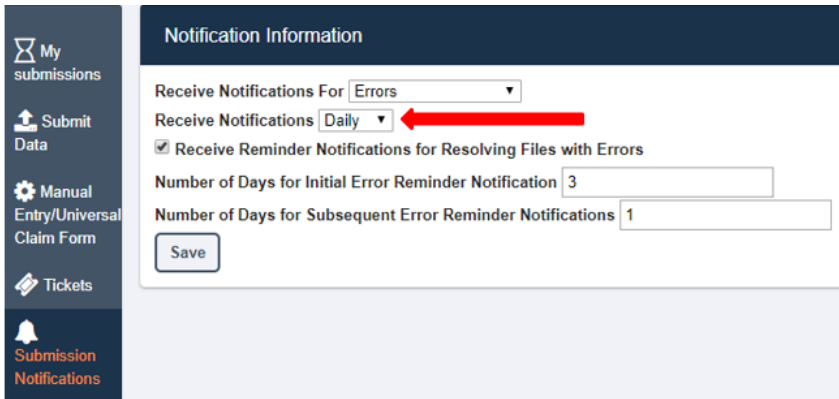 My
submissions
Submit
Data
Manual
Entry/Universal
Claim Form
Tickets
Submission
Notifications
Notification Information
Receive Notifications For Errors
Receive Notifications Daily
Receive Reminder Notifications for Resolving Files with Errors
Number of Days for Initial Error Reminder Notification 3
Number of Days for Subsequent Error Reminder Notifications 1
Save